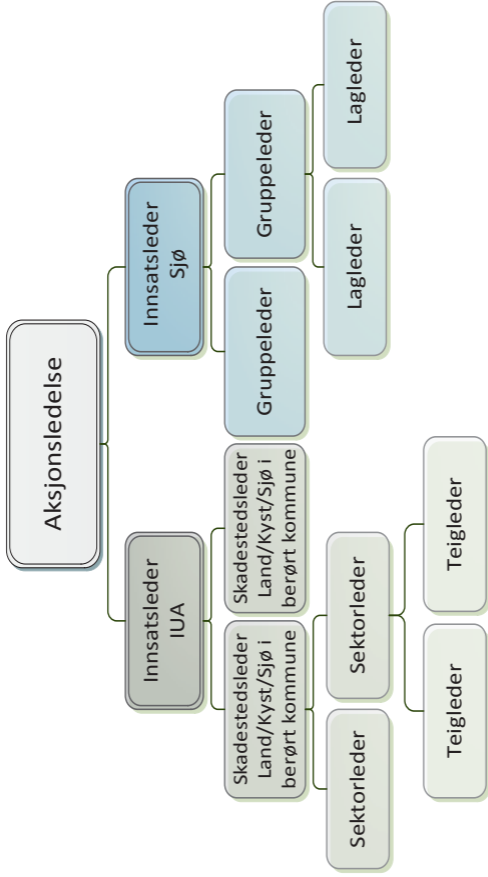 Aksjonsledelse
Innsatsleder
IUA
Innsatsleder
Sjø
Skadestedsleder
Land/Kyst/Sjø i
berørt kommune
Skadestedsleder
Land/Kyst/Sjø i
berørt kommune
Gruppeleder
Gruppeleder
Sektorleder
Sektorleder
Lagleder
Lagleder
Teigleder
Teigleder